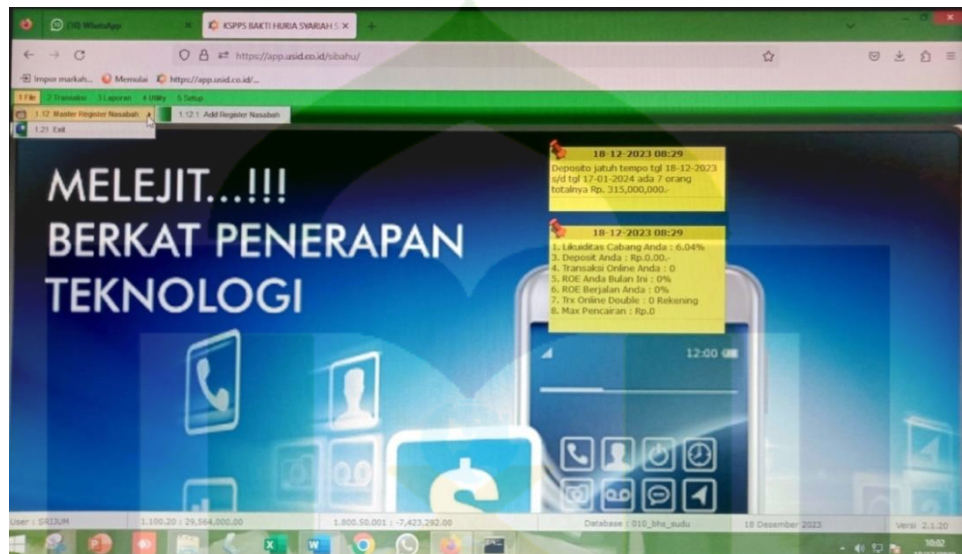 (10) WhatsApp
KSPPS BAKTI HURIA SYARIAH S
https://app.usid.co.id/sibahu/
Impor markah... Memulai https://app.usid.co.id/...
1 File 2 Transaksi 3 Laporan 4 Utility 5 Setup
1.12 Master Register Nasabah 1.12.1 Add Register Nasabah
1.21 Exit
18-12-2023 08:29
Deposito jatuh tempo tgl 18-12-2023
s/d tgl 17-01-2024 ada 7 orang
totalnya Rp. 315,000,000.-
MELEJIT...!!!
BERKAT PENERAPAN
TEKNOLOGI
18-12-2023 08:29
1. Likuiditas Cabang Anda : 6.04%
3. Deposit Anda : Rp.0.00.-
4. Transaksi Online Anda : 0
5. ROE Anda Bulan Ini : 0%
6. ROE Berjalan Anda : 0%
7. Trx Online Double : 0 Rekening
8. Max Pencairan : Rp.0
12:00
User : SRIJUM 1.100.20 : 29,564,000.00 1.800.50.001 : -7,423,292.00 Database : 010_bhs_sudu 18 Desember 2023 Versi 2.1.20
10:02